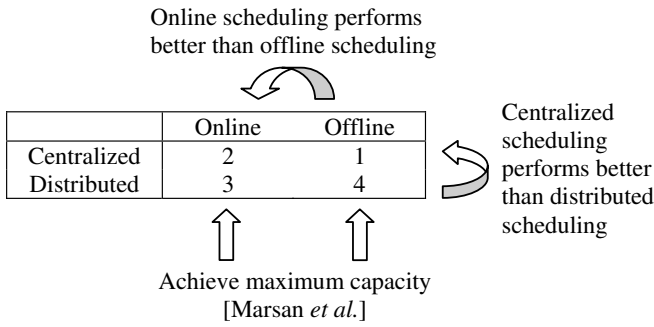 Online scheduling performs
better than offline scheduling
Online Offline
Centralized 2 1
Distributed 3 4
Centralized
scheduling
performs better
than distributed
scheduling
Achieve maximum capacity
[Marsan et al.]